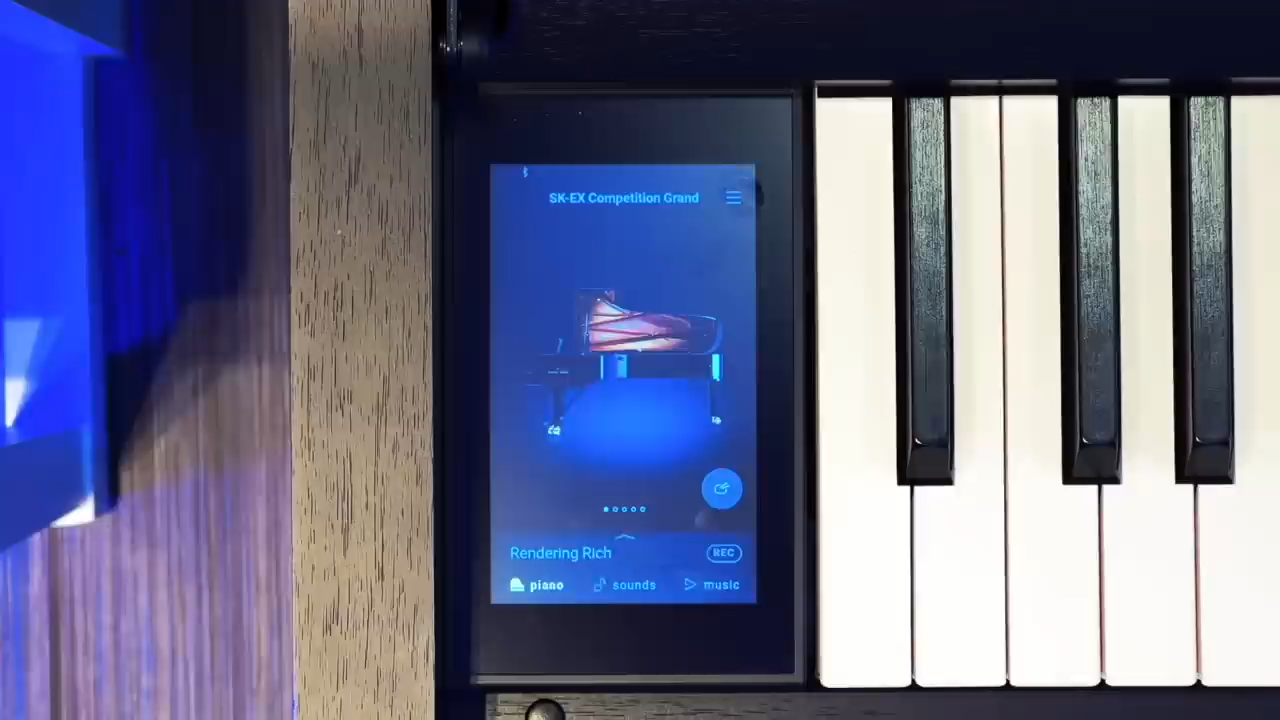 SK-EX Competition Grand
Rendering Rich
REC
piano
sounds
music